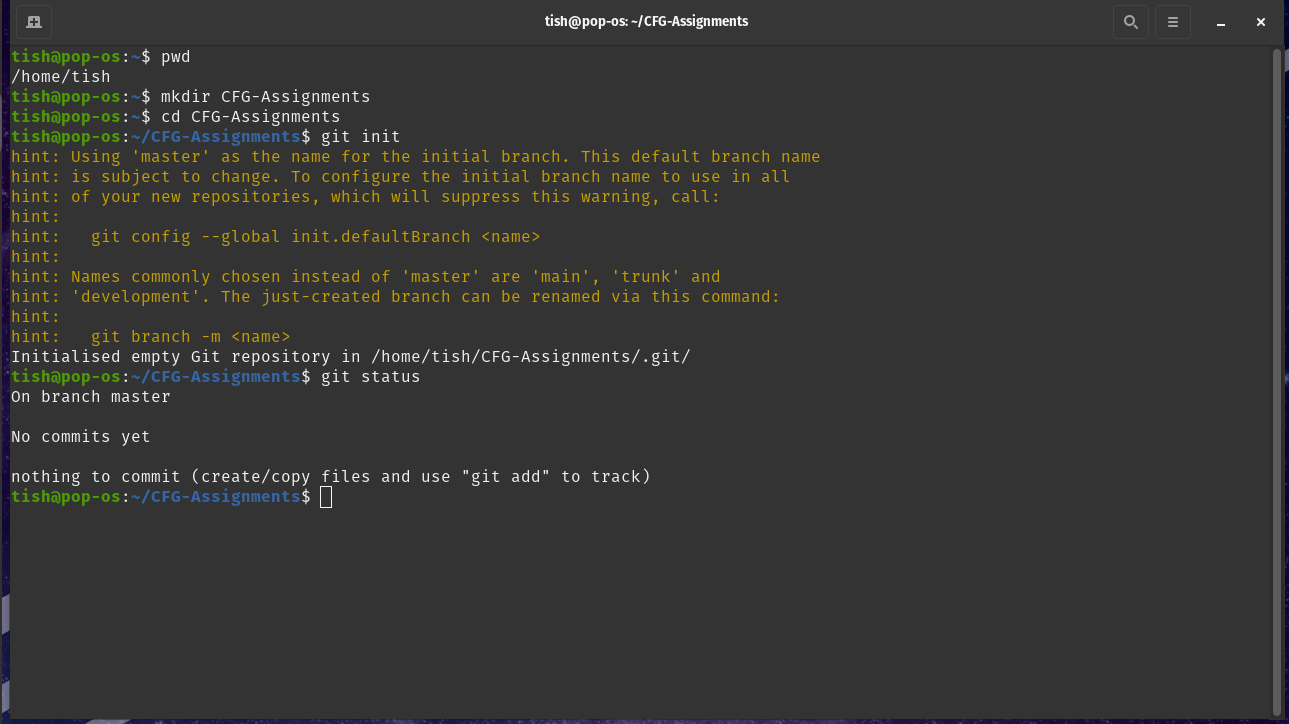 tish@pop-os: ~/CFG-Assignments
tish@pop-os:~$ pwd
/home/tish
tish@pop-os:~$ mkdir CFG-Assignments
tish@pop-os:~$ cd CFG-Assignments
tish@pop-os:~/CFG-Assignments$ git init
hint: Using 'master' as the name for the initial branch. This default branch name
hint: is subject to change. To configure the initial branch name to use in all
hint: of your new repositories, which will suppress this warning, call:
hint:
hint:   git config --global init.defaultBranch <name>
hint:
hint: Names commonly chosen instead of 'master' are 'main', 'trunk' and
hint: 'development'. The just-created branch can be renamed via this command:
hint:
hint:   git branch -m <name>
Initialised empty Git repository in /home/tish/CFG-Assignments/.git/
tish@pop-os:~/CFG-Assignments$ git status
On branch master
No commits yet
nothing to commit (create/copy files and use "git add" to track)
tish@pop-os:~/CFG-Assignments$